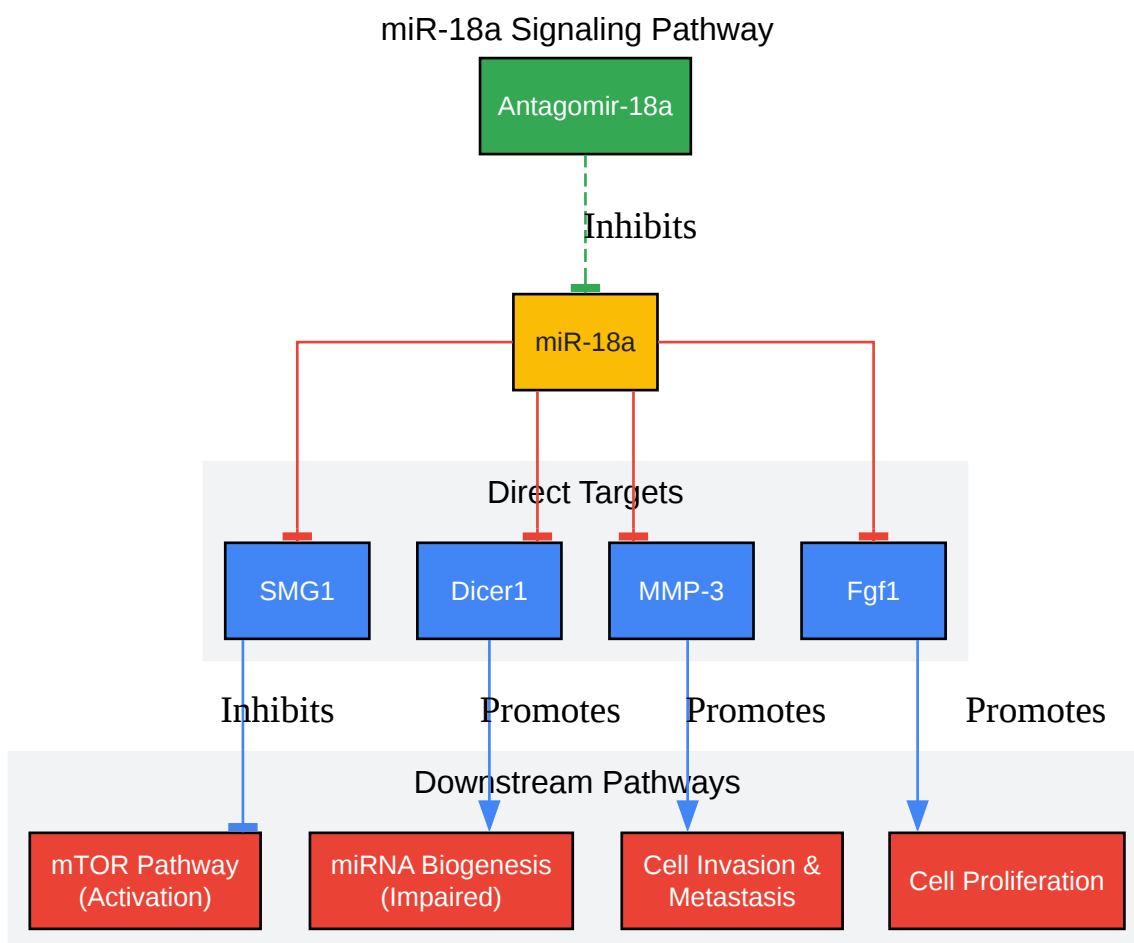 miR-18a Signaling Pathway
Antagomir-18a
Inhibits
miR-18a
Direct Targets
SMG1
Dicer1
MMP-3
Fgf1
Inhibits
Promotes
Promotes
Promotes
Downstream Pathways
mTOR Pathway
(Activation)
miRNA Biogenesis
(Impaired)
Cell Invasion &
Metastasis
Cell Proliferation